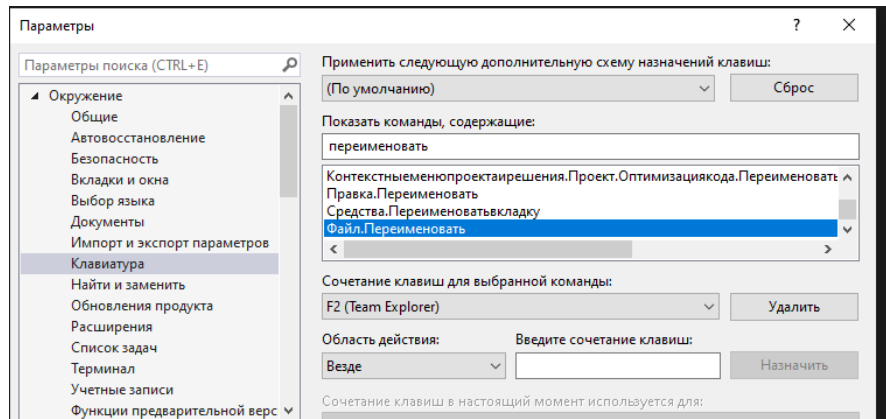 Параметры
Параметры поиска (CTRL+E)
Окружение
Общие
Автовосстановление
Безопасность
Вкладки и окна
Выбор языка
Документы
Импорт и экспорт параметров
Клавиатура
Найти и заменить
Обновления продукта
Расширения
Список задач
Терминал
Учетные записи
Функции предварительной верс
Применить следующую дополнительную схему назначений клавиш:
(По умолчанию)
Сброс
Показать команды, содержащие:
переименовать
Контекстныеменюпроектаирешения.Проект.Оптимизациякода.Переименовать
Правка.Переименовать
Средства.Переименоватьвкладку
Файл.Переименовать
Сочетание клавиш для выбранной команды:
F2 (Team Explorer)
Удалить
Область действия:
Введите сочетание клавиш:
Везде
Назначить
Сочетание клавиш в настоящий момент используется для: